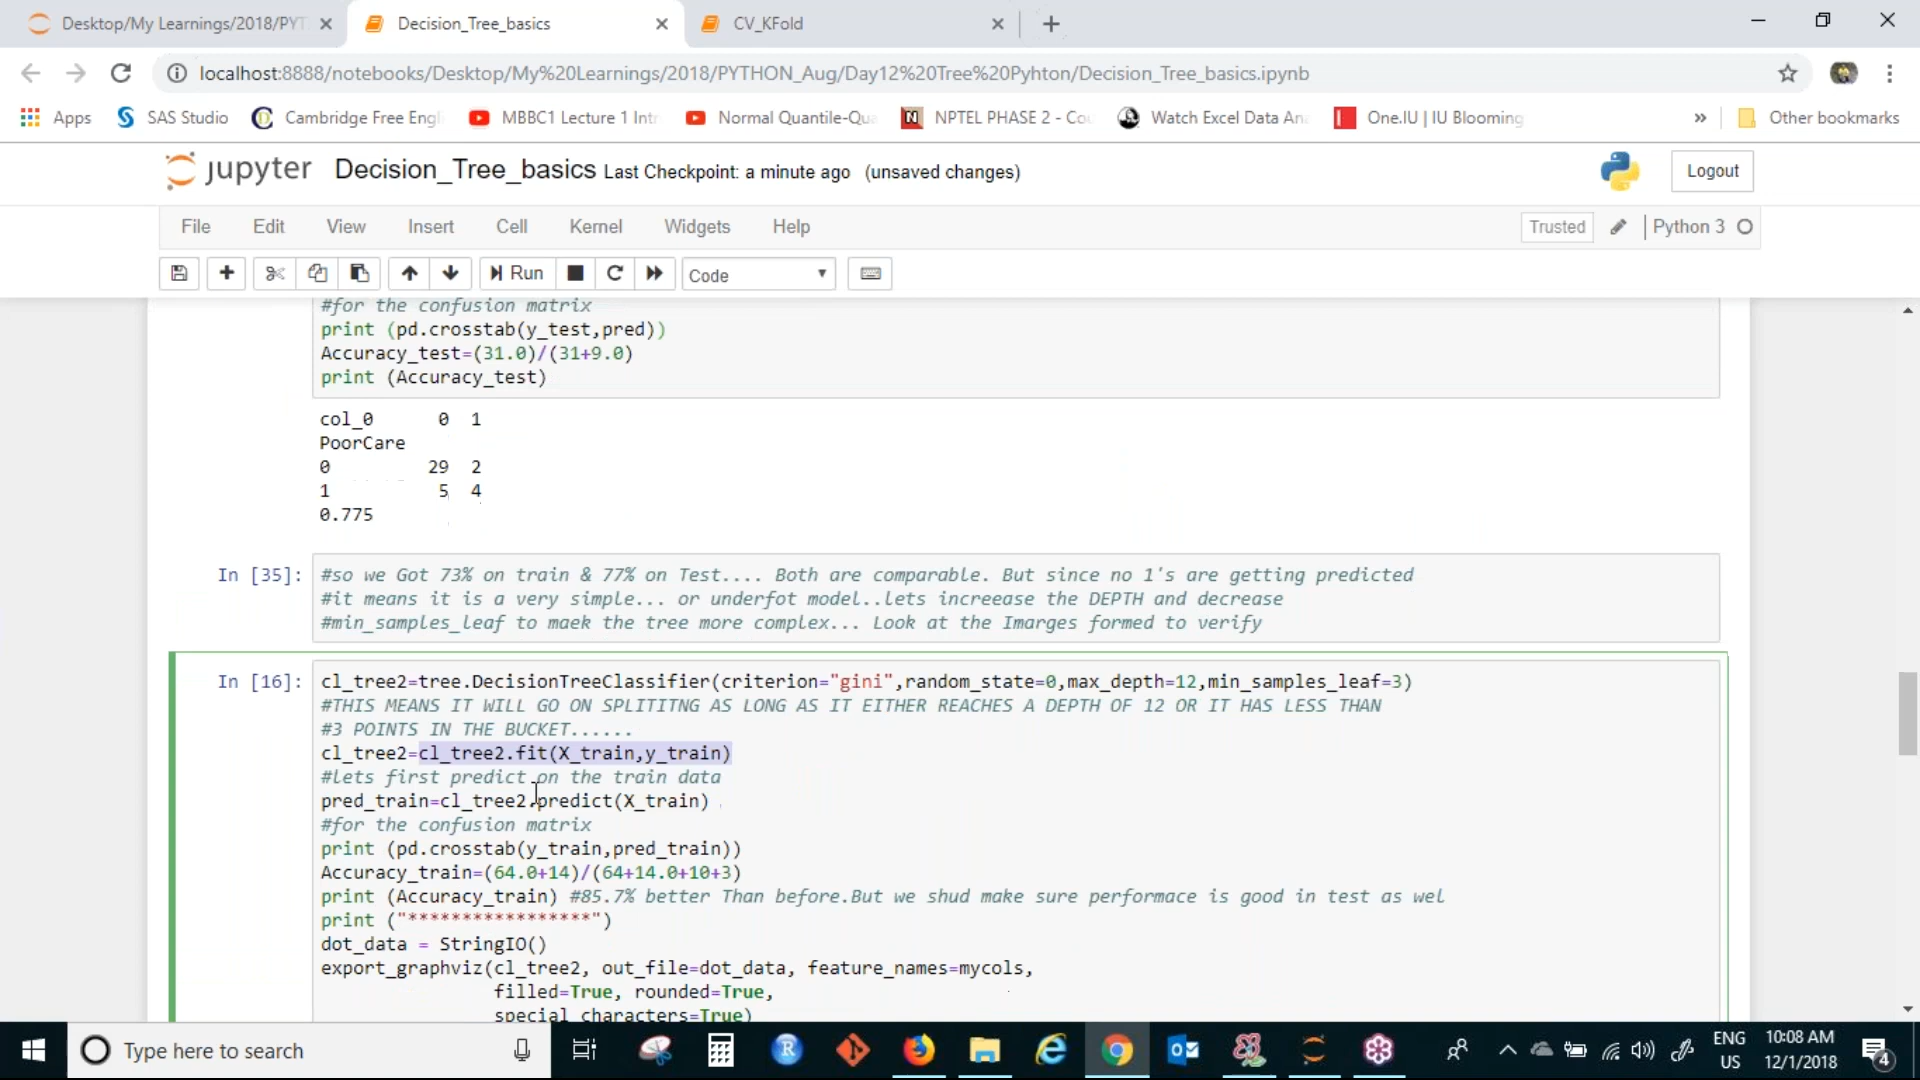 Desktop/My Learnings/2018/PYT
Decision_Tree_basics
CV_KFold
localhost:8888/notebooks/Desktop/My%20Learnings/2018/PYTHON_Aug/Day12%20Tree%20Pyhton/Decision_Tree_basics.ipynb
Apps
SAS Studio
Cambridge Free Engl
MBBC1 Lecture 1 Intr
Normal Quantile-Qua
NPTEL PHASE 2 - Cou
Watch Excel Data Ana
One.IU | IU Blooming
»
Other bookmarks
jupyter Decision_Tree_basics Last Checkpoint: a minute ago (unsaved changes)
Logout
File Edit View Insert Cell Kernel Widgets Help
Trusted
Python 3
Run
Code
#for the confusion matrix
print (pd.crosstab(y_test,pred))
Accuracy_test=(31.0)/(31+9.0)
print (Accuracy_test)
col_0 0 1
PoorCare
0 29 2
1 5 4
0.775
In [35]: #so we Got 73% on train & 77% on Test.... Both are comparable. But since no 1's are getting predicted
#it means it is a very simple... or underfot model..lets increease the DEPTH and decrease
#min_samples_leaf to maek the tree more complex... Look at the Imarges formed to verify
In [16]: cl_tree2=tree.DecisionTreeClassifier(criterion="gini",random_state=0,max_depth=12,min_samples_leaf=3)
#THIS MEANS IT WILL GO ON SPLITITNG AS LONG AS IT EITHER REACHES A DEPTH OF 12 OR IT HAS LESS THAN
#3 POINTS IN THE BUCKET......
cl_tree2=cl_tree2.fit(X_train,y_train)
#lets first predict on the train data
pred_train=cl_tree2.predict(X_train)
#for the confusion matrix
print (pd.crosstab(y_train,pred_train))
Accuracy_train=(64.0+14)/(64+14.0+10+3)
print (Accuracy_train) #85.7% better Than before.But we shud make sure performace is good in test as wel
print ("*****************")
dot_data = StringIO()
export_graphviz(cl_tree2, out_file=dot_data, feature_names=mycols,
filled=True, rounded=True,
special_characters=True)
Type here to search
ENG
US
10:08 AM
12/1/2018
4